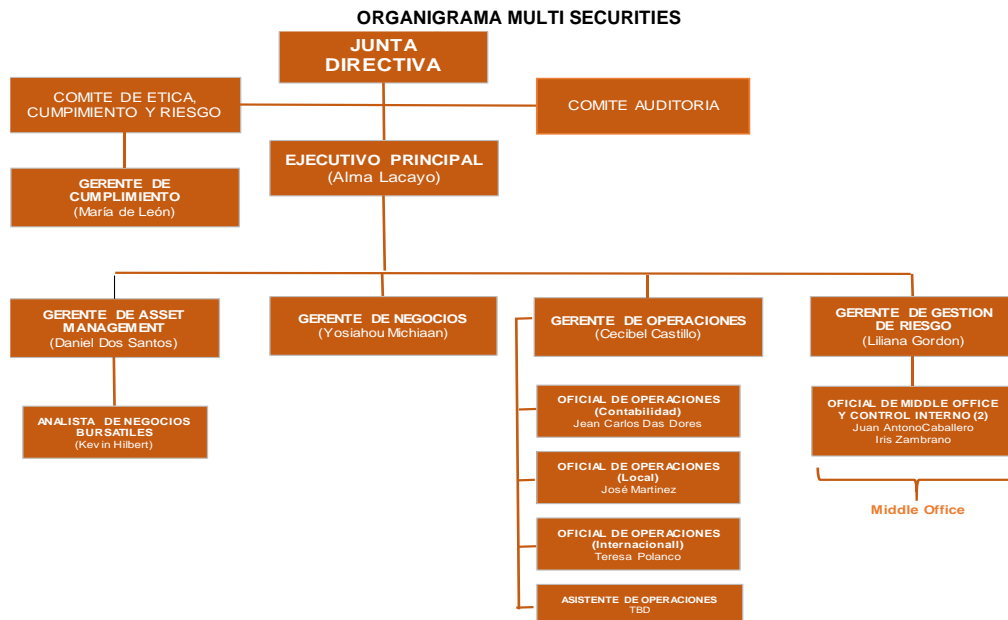 ORGANIGRAMA MULTI SECURITIES
JUNTA
DIRECTIVA
COMITE DE ETICA,
CUMPIMIENTO Y RIESGO
COMITE AUDITORIA
EJECUTIVO PRINCIPAL
(Alma Lacayo)
GERENTE DE
CUMPLIMIENTO
(María de León)
GERENTE DE ASSET
MANAGEMENT
(Daniel Dos Santos)
GERENTE DE NEGOCIOS
(Yosiahou Michiaan)
GERENTE DE OPERACIONES
(Cecibel Castillo)
GERENTE DE GESTION
DE RIESGO
(Liliana Gordon)
ANALISTA DE NEGOCIOS
BURSATILES
(Kevin Hilbert)
OFICIAL DE OPERACIONES
(Contabilidad)
Jean Carlos Das Dores
OFICIAL DE OPERACIONES
(Local)
José Martinez
OFICIAL DE OPERACIONES
(Internacionall)
Teresa Polanco
ASISTENTE DE OPERACIONES
TBD
OFICIAL DE MIDDLE OFFICE
Y CONTROL INTERNO (2)
Juan AntonoCaballero
Iris Zambrano
Middle Office